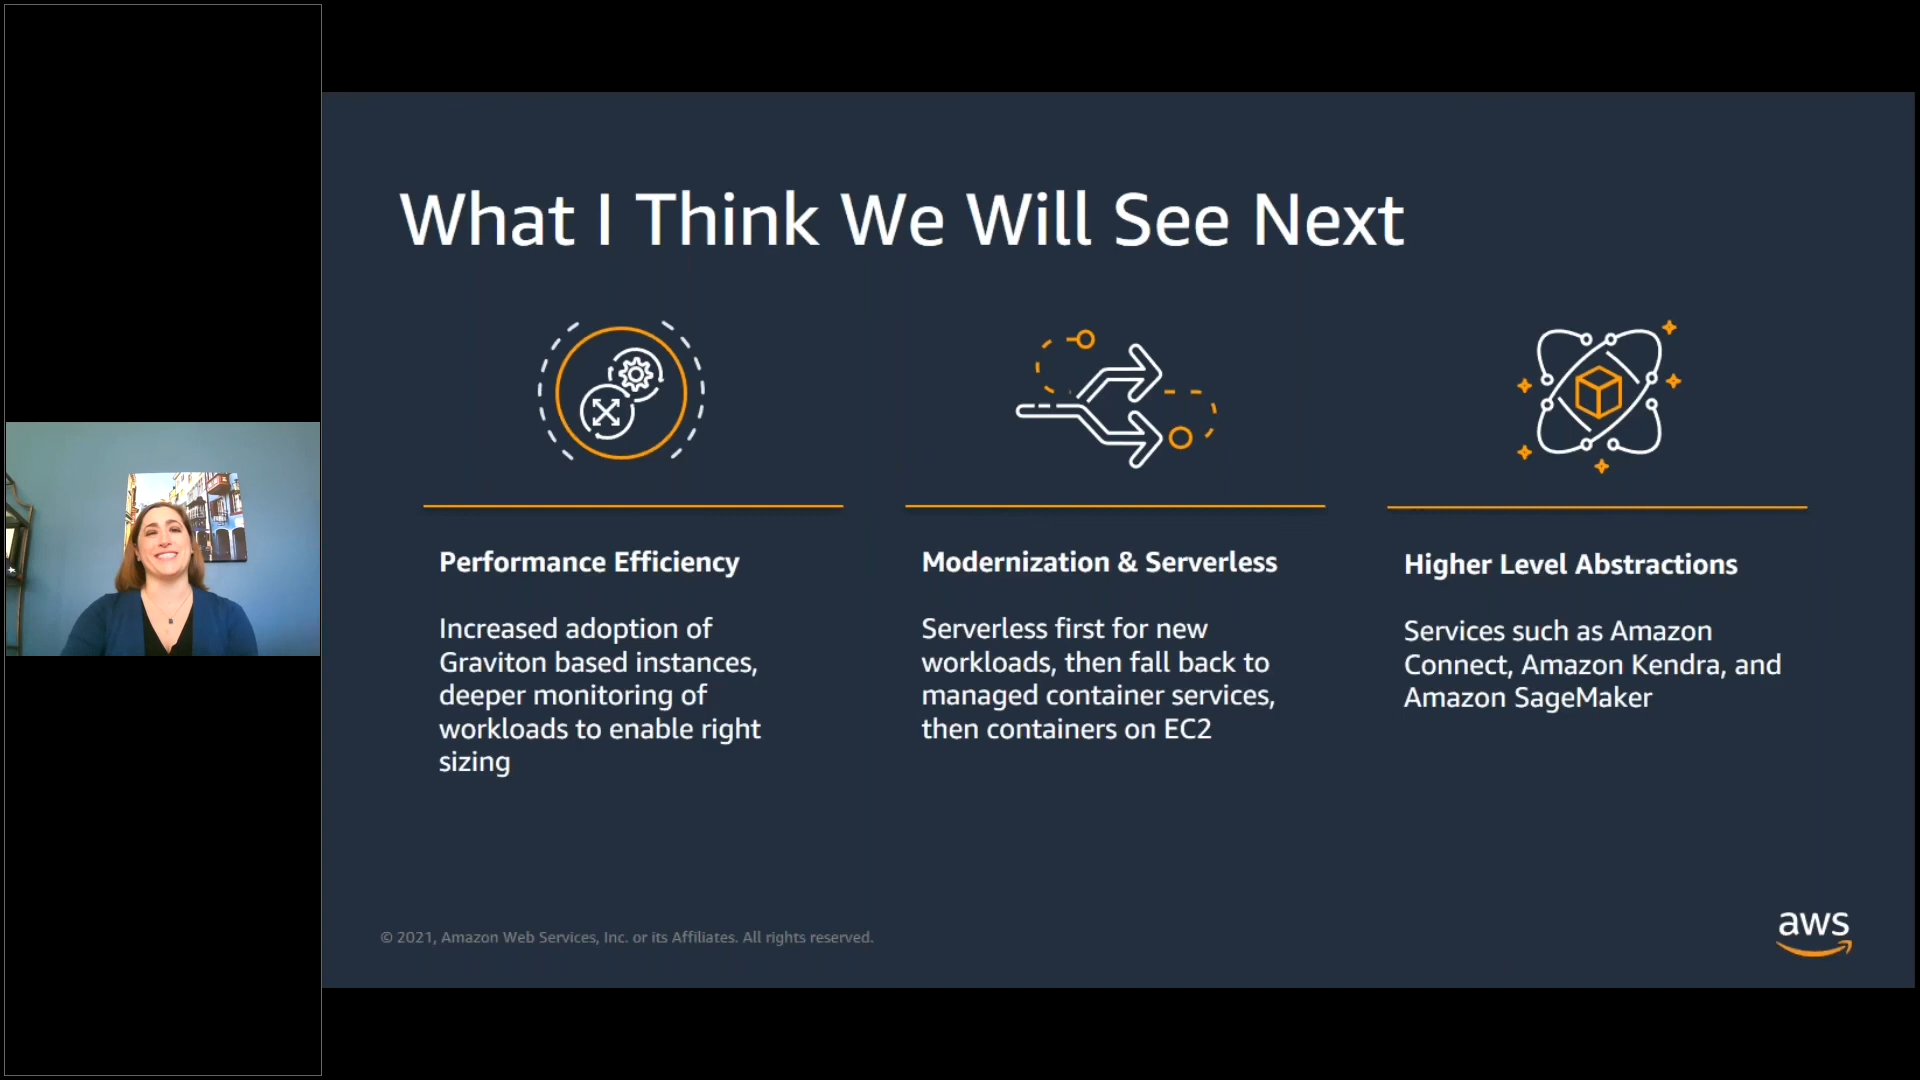 What I Think We Will See Next
Performance Efficiency
Increased adoption of
Graviton based instances,
deeper monitoring of
workloads to enable right
sizing
Modernization & Serverless
Serverless first for new
workloads, then fall back to
managed container services,
then containers on EC2
Higher Level Abstractions
Services such as Amazon
Connect, Amazon Kendra, and
Amazon SageMaker
© 2021, Amazon Web Services, Inc. or its Affiliates. All rights reserved.
aws